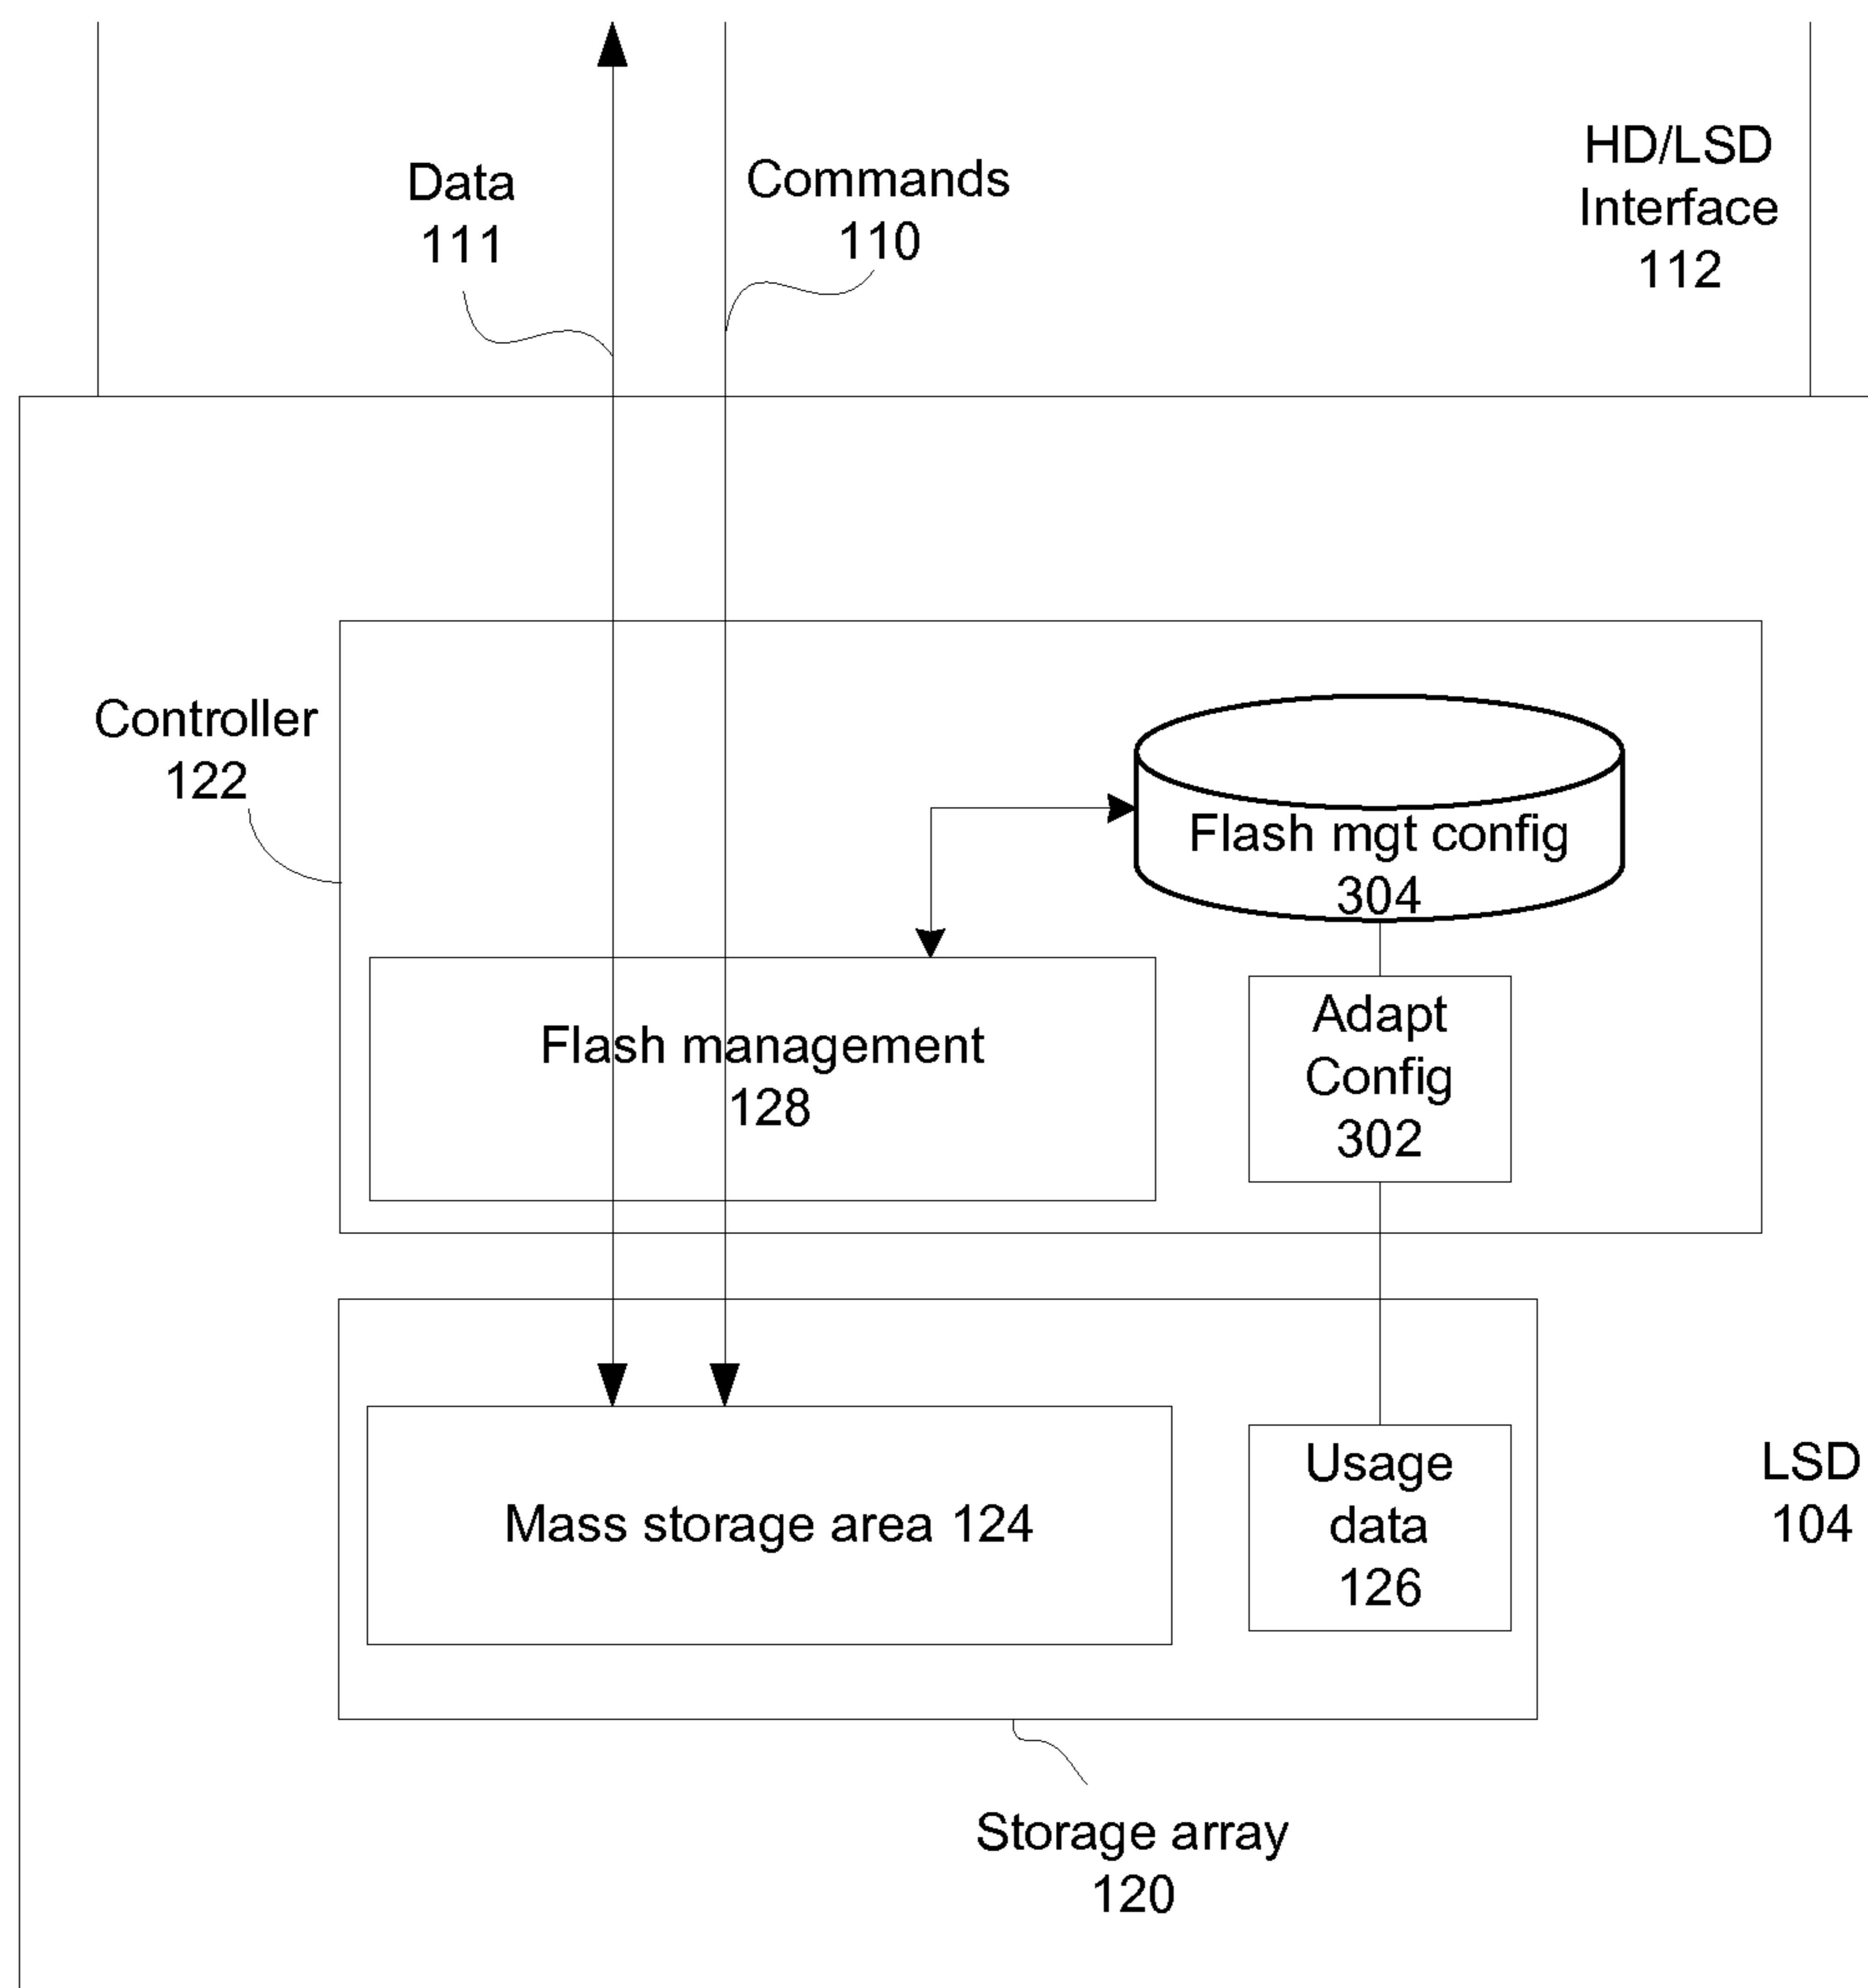 Data
111
Commands
110
HD/LSD
Interface
112
Controller
122
Flash mgt config
304
Flash management
128
Adapt
Config
302
Mass storage area 124
Usage
data
126
LSD
104
Storage array
120